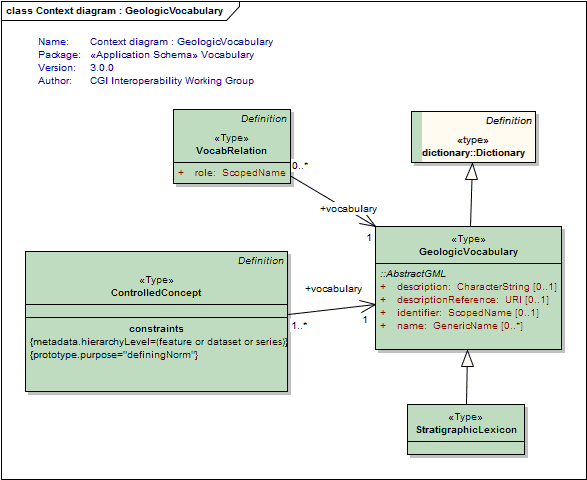 class Context diagram : GeologicVocabulary
Name: Context diagram : GeologicVocabulary
Package: «Application Schema» Vocabulary
Version: 3.0.0
Author: CGI Interoperability Working Group
Definition
«Type»
VocabRelation
+ role: ScopedName
Definition
«type»
dictionary::Dictionary
0..*
+vocabulary
1
«Type»
GeologicVocabulary
::AbstractGML
+ description: CharacterString [0..1]
+ descriptionReference: URI [0..1]
+ identifier: ScopedName [0..1]
+ name: GenericName [0..*]
Definition
«Type»
ControlledConcept
constraints
{metadata.hierarchyLevel=(feature or dataset or series)}
{prototype.purpose="definingNorm"}
+vocabulary
1..*
1
«Type»
StratigraphicLexicon